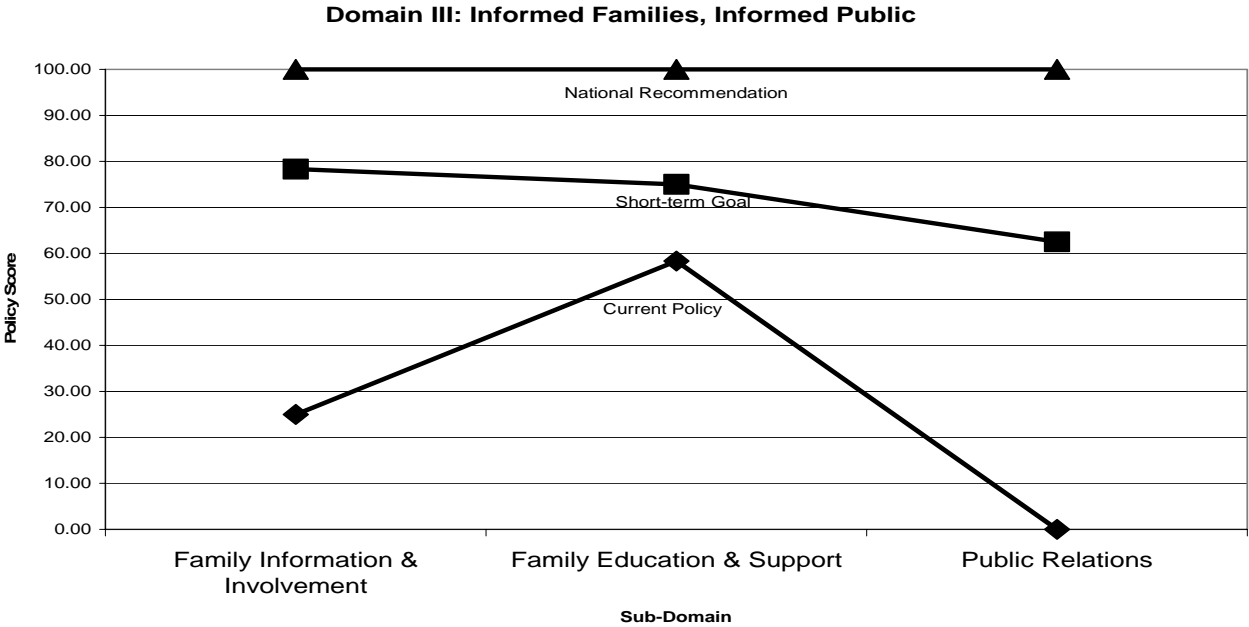 Domain III: Informed Families, Informed Public
100.00
National Recommendation
90.00
80.00
70.00
Short-term Goal
60.00
50.00
Current Policy
40.00
30.00
20.00
10.00
0.00
Policy Score
Family Information &
Involvement
Family Education & Support
Public Relations
Sub-Domain